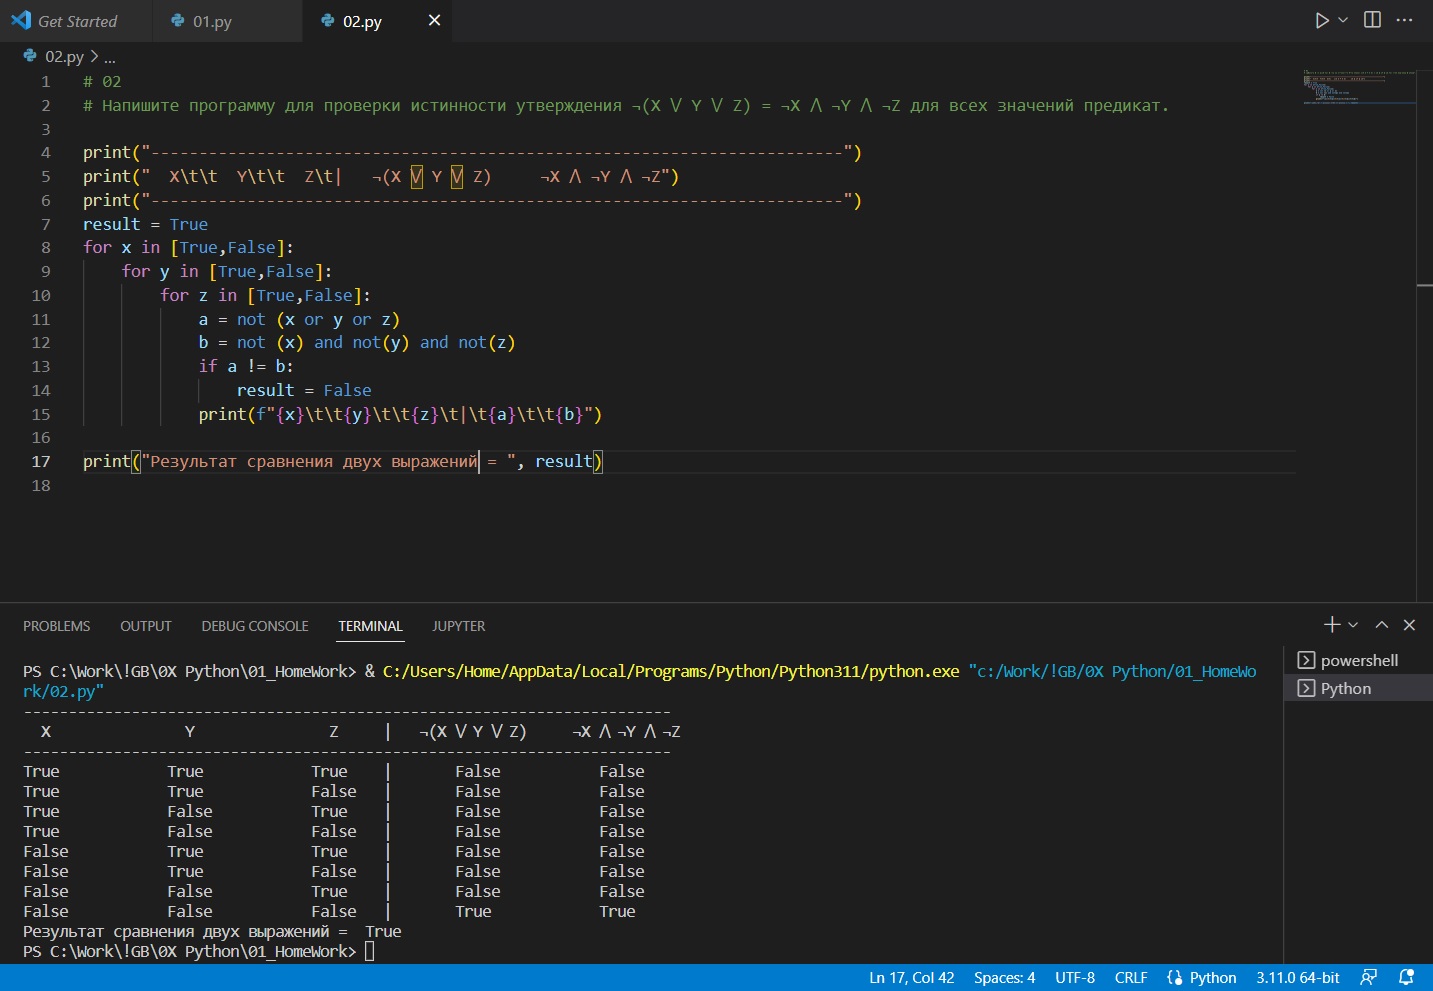 Get Started 01.py 02.py
02.py > ...
1 # 02
2 # Напишите программу для проверки истинности утверждения ¬(X ⋁ Y ⋁ Z) = ¬X ⋀ ¬Y ⋀ ¬Z для всех значений предикат.
3
4 print("------------------------------------------------------------------------")
5 print("  X\t\t  Y\t\t  Z\t|   ¬(X ⋁ Y ⋁ Z)     ¬X ⋀ ¬Y ⋀ ¬Z")
6 print("------------------------------------------------------------------------")
7 result = True
8 for x in [True,False]:
9     for y in [True,False]:
10         for z in [True,False]:
11             a = not (x or y or z)
12             b = not (x) and not(y) and not(z)
13             if a != b:
14                 result = False
15             print(f"{x}\t\t{y}\t\t{z}\t|\t{a}\t\t{b}")
16
17 print("Результат сравнения двух выражений = ", result)
18
PROBLEMS OUTPUT DEBUG CONSOLE TERMINAL JUPYTER
PS C:\Work\!GB\0X Python\01_HomeWork> & C:/Users/Home/AppData/Local/Programs/Python/Python311/python.exe "c:/Work/!GB/0X Python/01_HomeWo
rk/02.py"
------------------------------------------------------------------------
X Y Z | ¬(X ⋁ Y ⋁ Z) ¬X ⋀ ¬Y ⋀ ¬Z
------------------------------------------------------------------------
True True True | False False
True True False | False False
True False True | False False
True False False | False False
False True True | False False
False True False | False False
False False True | False False
False False False | True True
Результат сравнения двух выражений =  True
PS C:\Work\!GB\0X Python\01_HomeWork>
powershell
Python
Ln 17, Col 42 Spaces: 4 UTF-8 CRLF Python 3.11.0 64-bit